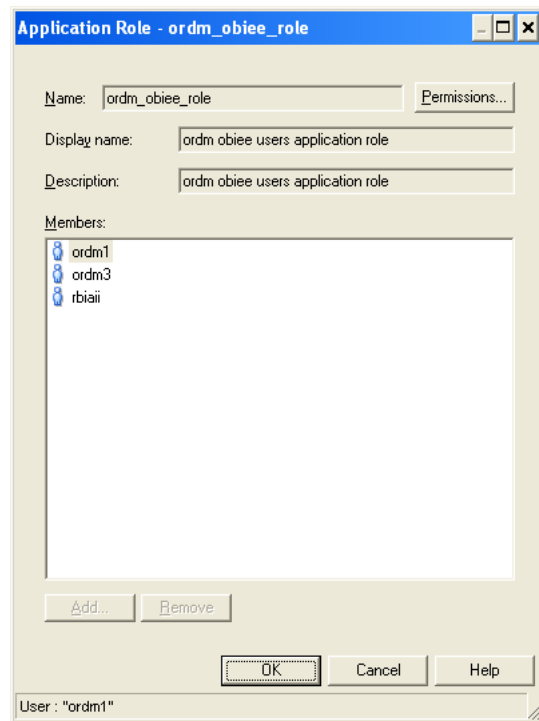 Application Role - ordm_obiee_role
Name: ordm_obiee_role Permissions...
Display name: ordm obiee users application role
Description: ordm obiee users application role
Members:
ordm1
ordm3
rbiaii
Add... Remove
OK Cancel Help
User : "ordm1"